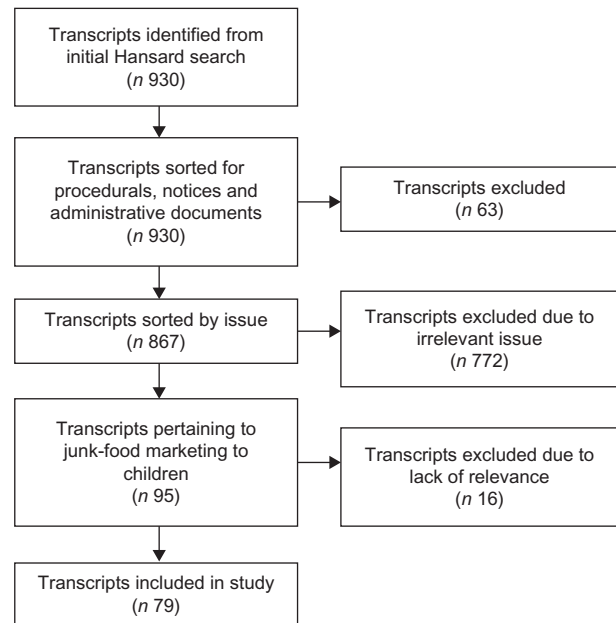 Transcripts identified from
initial Hansard search
(n 930)
Transcripts sorted for
procedurals, notices and
administrative documents
(n 930)
Transcripts excluded
(n 63)
Transcripts sorted by issue
(n 867)
Transcripts excluded due to
irrelevant issue
(n 772)
Transcripts pertaining to
junk-food marketing to
children
(n 95)
Transcripts excluded due to
lack of relevance
(n 16)
Transcripts included in study
(n 79)